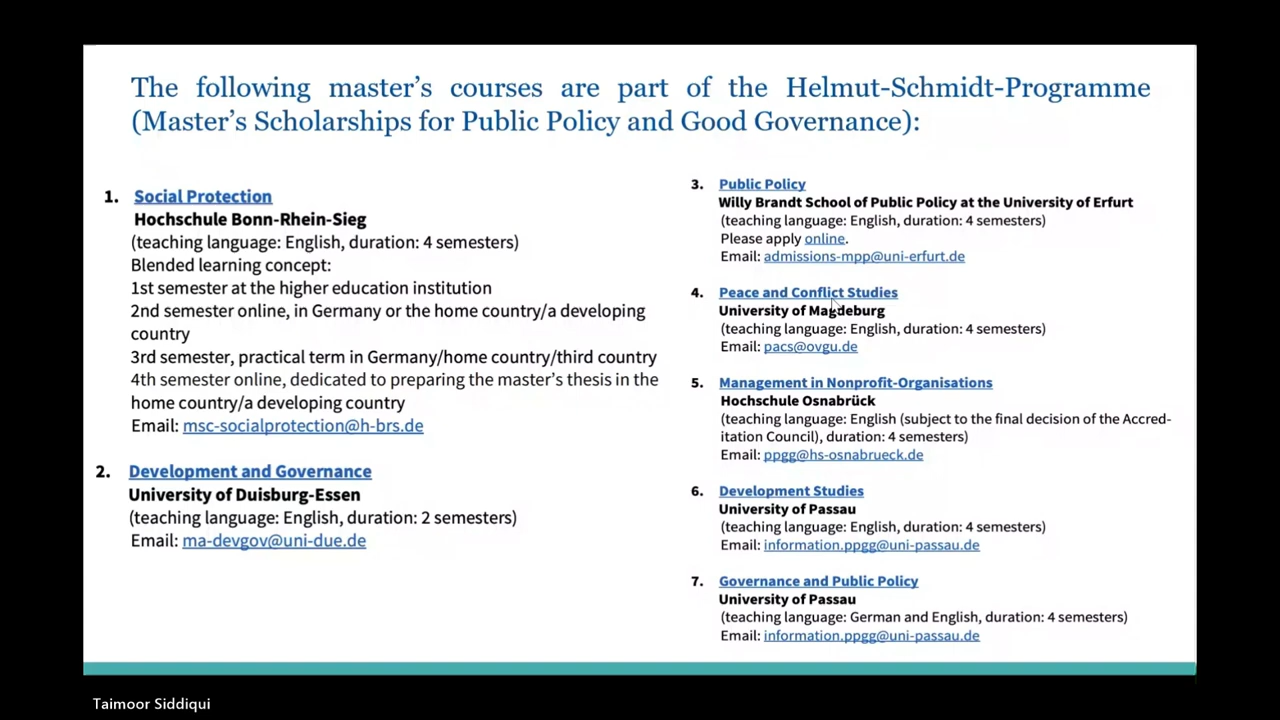 The following master's courses are part of the Helmut-Schmidt-Programme
(Master's Scholarships for Public Policy and Good Governance):
1. Social Protection
Hochschule Bonn-Rhein-Sieg
(teaching language: English, duration: 4 semesters)
Blended learning concept:
1st semester at the higher education institution
2nd semester online, in Germany or the home country/a developing
country
3rd semester, practical term in Germany/home country/third country
4th semester online, dedicated to preparing the master's thesis in the
home country/a developing country
Email: msc-socialprotection@h-brs.de
2. Development and Governance
University of Duisburg-Essen
(teaching language: English, duration: 2 semesters)
Email: ma-devgov@uni-due.de
3. Public Policy
Willy Brandt School of Public Policy at the University of Erfurt
(teaching language: English, duration: 4 semesters)
Please apply online.
Email: admissions-mpp@uni-erfurt.de
4. Peace and Conflict Studies
University of Magdeburg
(teaching language: English, duration: 4 semesters)
Email: pacs@ovgu.de
5. Management in Nonprofit-Organisations
Hochschule Osnabrück
(teaching language: English (subject to the final decision of the Accred-
itation Council), duration: 4 semesters)
Email: ppgg@hs-osnabrueck.de
6. Development Studies
University of Passau
(teaching language: English, duration: 4 semesters)
Email: information.ppgg@uni-passau.de
7. Governance and Public Policy
University of Passau
(teaching language: German and English, duration: 4 semesters)
Email: information.ppgg@uni-passau.de
Taimoor Siddiqui